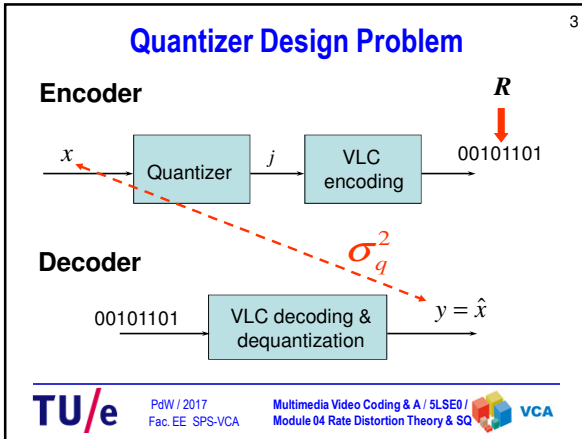 3
Quantizer Design Problem
Encoder
R
x
Quantizer
j
VLC
encoding
00101101
σ_q^2
Decoder
00101101
VLC decoding &
dequantization
y = x̂
TU/e
PdW / 2017
Fac. EE SPS-VCA
Multimedia Video Coding & A / 5LSE0 /
Module 04 Rate Distortion Theory & SQ
VCA